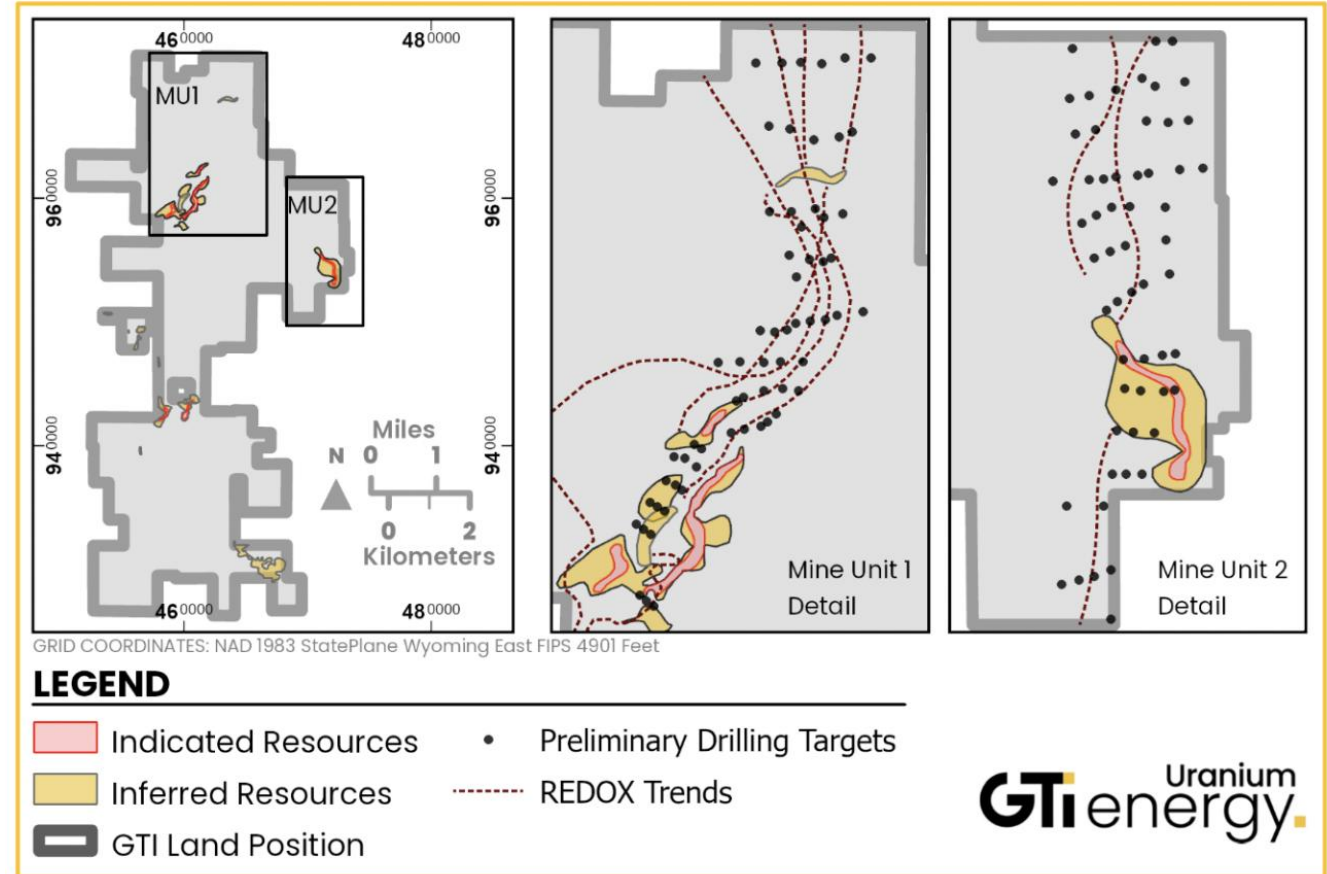 460000
480000
MU1
960000
960000
MU2
940000
940000
Miles
N 0 1
0 2
Kilometers
460000
480000
Mine Unit 1
Detail
Mine Unit 2
Detail
GRID COORDINATES: NAD 1983 StatePlane Wyoming East FIPS 4901 Feet
LEGEND
Indicated Resources
Inferred Resources
GTI Land Position
Preliminary Drilling Targets
REDOX Trends
GTi Uranium
energy.